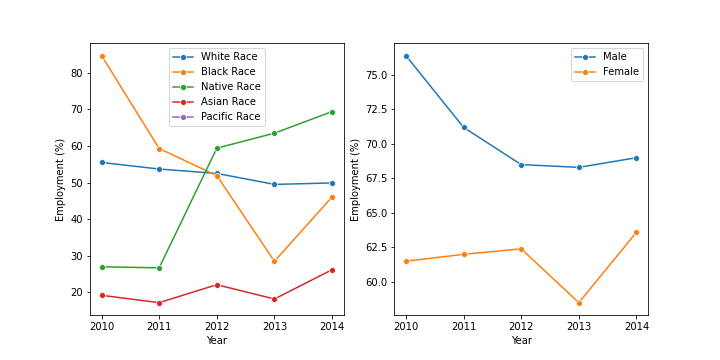 White Race
Black Race
Native Race
Asian Race
Pacific Race
80
70
60
50
40
30
20
Employment (%)
2010 2011 2012 2013 2014
Year
Male
Female
75.0
72.5
70.0
67.5
65.0
62.5
60.0
Employment (%)
2010 2011 2012 2013 2014
Year